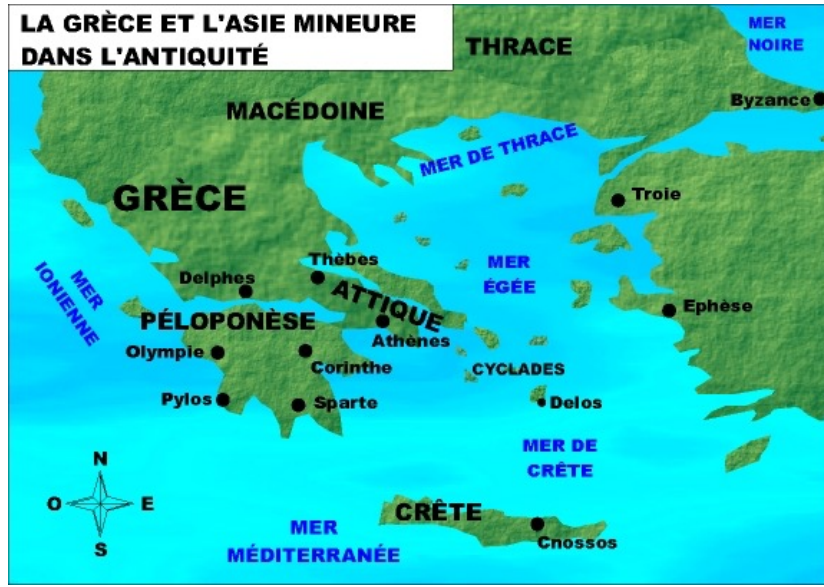 LA GRÈCE ET L'ASIE MINEURE
DANS L'ANTIQUITÉ
THRACE
MER
NOIRE
Byzance
MACÉDOINE
MER DE THRACE
GRÈCE
Troie
Thèbes
MER
ÉGÉE
Delphes
ATTIQUE
MER
IONIENNE
Ephèse
PÉLOPONÈSE
Athènes
Olympie
Corinthe
CYCLADES
Pylos
Sparte
Delos
MER DE
CRÊTE
N
O
E
S
CRÊTE
MER
MÉDITERRANÉE
Cnossos